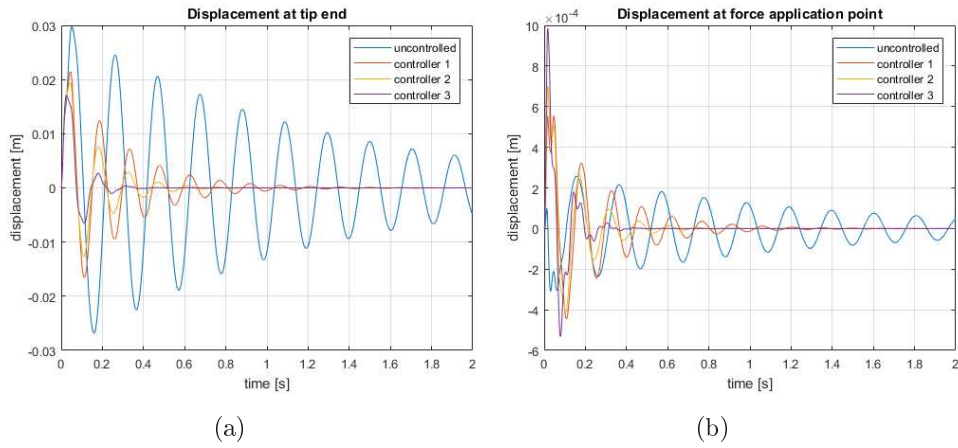 Displacement at tip end
0.03
0.02
0.01
0
-0.01
-0.02
-0.03
displacement [m]
0 0.2 0.4 0.6 0.8 1 1.2 1.4 1.6 1.8 2
time [s]
uncontrolled
controller 1
controller 2
controller 3
(a)
Displacement at force application point
10 -4
10
8
6
4
2
0
-2
-4
-6
displacement [m]
0 0.2 0.4 0.6 0.8 1 1.2 1.4 1.6 1.8 2
time [s]
uncontrolled
controller 1
controller 2
controller 3
(b)